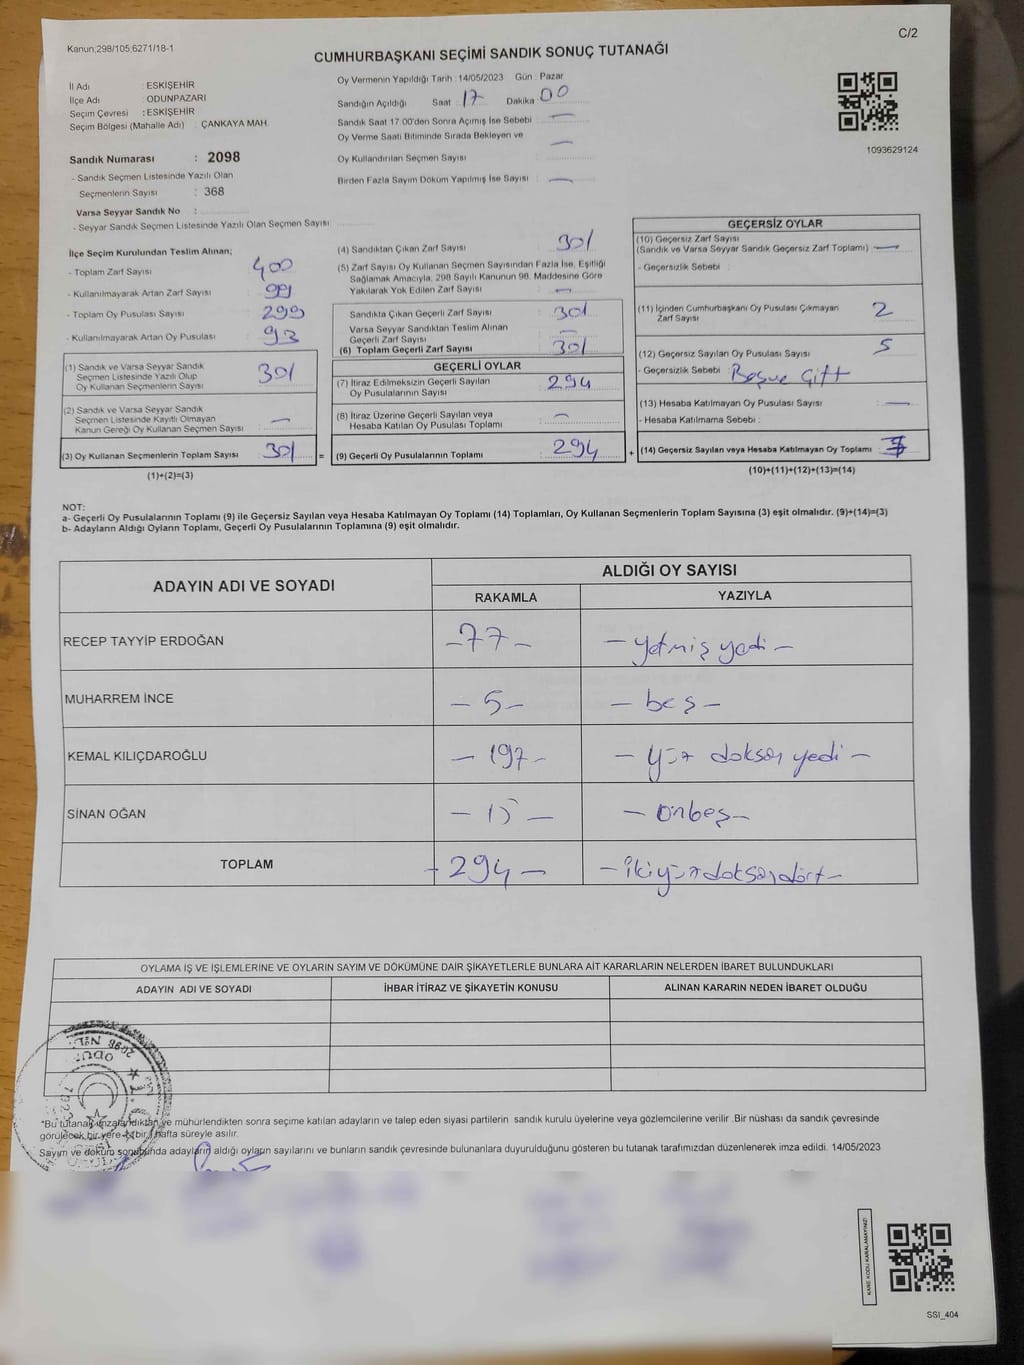 Kanun;298/105;6271/18-1
C/2
CUMHURBAŞKANI SEÇİMİ SANDIK SONUÇ TUTANAĞI
İl Adı : ESKİŞEHİR
İlçe Adı : ODUNPAZARI
Seçim Çevresi : ESKİŞEHİR
Seçim Bölgesi (Mahalle Adı) : ÇANKAYA MAH.
Sandık Numarası : 2098
- Sandık Seçmen Listesinde Yazılı Olan
Seçmenlerin Sayısı : 368
Varsa Seyyar Sandık No :
- Seyyar Sandık Seçmen Listesinde Yazılı Olan Seçmen Sayısı:
Oy Vermenin Yapıldığı Tarih : 14/05/2023 Gün : Pazar
Sandığın Açıldığı Saat : 17 Dakika 00
Sandık Saat 17.00'den Sonra Açımış İse Sebebi —
Oy Verme Saati Bitiminde Sırada Bekleyen ve
Oy Kullandırılan Seçmen Sayısı —
Birden Fazla Sayım Döküm Yapılmış İse Sayısı —
1093629124
İlçe Seçim Kurulundan Teslim Alınan;
- Toplam Zarf Sayısı 400
- Kullanılmayarak Artan Zarf Sayısı 99
- Toplam Oy Pusulası Sayısı 299
- Kullanılmayarak Artan Oy Pusulası 93
(1) Sandık ve Varsa Seyyar Sandık
Seçmen Listesinde Yazılı Olup
Oy Kullanan Seçmenlerin Sayısı 301
(2) Sandık ve Varsa Seyyar Sandık
Seçmen Listesinde Kayıtlı Olmayan
Kanun Gereği Oy Kullanan Seçmen Sayısı —
(3) Oy Kullanan Seçmenlerin Toplam Sayısı 301 =
(1)+(2)=(3)
(4) Sandıktan Çıkan Zarf Sayısı 301
(5) Zarf Sayısı Oy Kullanan Seçmen Sayısından Fazla İse, Eşitliği
Sağlamak Amacıyla, 298 Sayılı Kanunun 98. Maddesine Göre
Yakılarak Yok Edilen Zarf Sayısı —
Sandıkta Çıkan Geçerli Zarf Sayısı 301
Varsa Seyyar Sandıktan Teslim Alınan
Geçerli Zarf Sayısı —
(6) Toplam Geçerli Zarf Sayısı 301
GEÇERLİ OYLAR
(7) İtiraz Edilmeksizin Geçerli Sayılan
Oy Pusulalarının Sayısı 294
(8) İtiraz Üzerine Geçerli Sayılan veya
Hesaba Katılan Oy Pusulası Toplamı —
(9) Geçerli Oy Pusulalarının Toplamı 294 +
GEÇERSİZ OYLAR
(10) Geçersiz Zarf Sayısı
(Sandık ve Varsa Seyyar Sandık Geçersiz Zarf Toplamı) —
- Geçersizlik Sebebi :
(11) İçinden Cumhurbaşkanı Oy Pusulası Çıkmayan
Zarf Sayısı 2
(12) Geçersiz Sayılan Oy Pusulası Sayısı 5
- Geçersizlik Sebebi
(13) Hesaba Katılmayan Oy Pusulası Sayısı —
- Hesaba Katılmama Sebebi :
(14) Geçersiz Sayılan veya Hesaba Katılmayan Oy Toplamı
(10)+(11)+(12)+(13)=(14)
NOT:
a- Geçerli Oy Pusulalarının Toplamı (9) ile Geçersiz Sayılan veya Hesaba Katılmayan Oy Toplamı (14) Toplamları, Oy Kullanan Seçmenlerin Toplam Sayısına (3) eşit olmalıdır. (9)+(14)=(3)
b- Adayların Aldığı Oyların Toplamı, Geçerli Oy Pusulalarının Toplamına (9) eşit olmalıdır.
ADAYIN ADI VE SOYADI
ALDIĞI OY SAYISI
RAKAMLA YAZIYLA
RECEP TAYYİP ERDOĞAN -77- - yetmiş yedi -
MUHARREM İNCE - 5 - - beş -
KEMAL KILIÇDAROĞLU - 197 - - yüz doksan yedi -
SİNAN OĞAN - 15 - - onbeş -
TOPLAM - 294 - - ikiyüzdoksandört -
OYLAMA İŞ VE İŞLEMLERİNE VE OYLARIN SAYIM VE DÖKÜMÜNE DAİR ŞİKAYETLERLE BUNLARA AİT KARARLARIN NELERDEN İBARET BULUNDUKLARI
ADAYIN ADI VE SOYADI İHBAR İTİRAZ VE ŞİKAYETİN KONUSU ALINAN KARARIN NEDEN İBARET OLDUĞU
*Bu tutanak imzalandıktan ve mühürlendikten sonra seçime katılan adayların ve talep eden siyasi partilerin sandık kurulu üyelerine veya gözlemcilerine verilir .Bir nüshası da sandık çevresinde
görülecek bir yere bir hafta süreyle asılır.
Sayım ve döküm sonucunda adayların aldığı oyların sayılarını ve bunların sandık çevresinde bulunanlara duyurulduğunu gösteren bu tutanak tarafımızdan düzenlenerek imza edildi. 14/05/2023
KARE KODU KARALAMAYINIZ!
SSİ_404